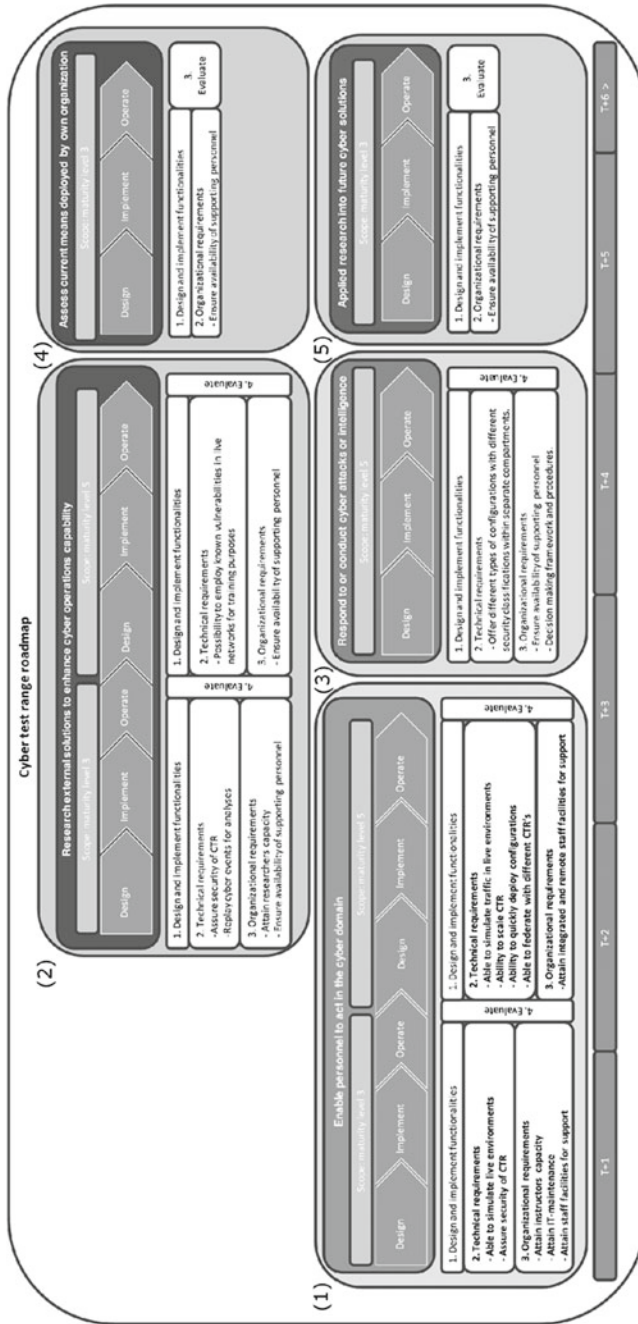 Cyber test range roadmap
(2)
Research external solutions to enhance cyber operations capability
Scope: maturity level 3
Scope: maturity level 5
Design
Implement
Operate
Design
Implement
Operate
1. Design and implement functionalities
2. Technical requirements
-Assure security of CTR
- Replay cyber events for analyses
3. Organizational requirements
- Attain researchers capacity
- Ensure availability of supporting personnel
4. Evaluate
1. Design and implement functionalities
2. Technical requirements
- Possibility to employ known vulnerabilities in live
networks for training purposes
3. Organizational requirements
- Ensure availability of supporting personnel
4. Evaluate
(4)
Assess current means deployed by own organization
Scope: maturity level 3
Design
Implement
Operate
1. Design and implement functionalities
2. Organizational requirements
- Ensure availability of supporting personnel
3.
Evaluate
(1)
Enable personnel to act in the cyber domain
Scope: maturity level 3
Scope: maturity level 5
Design
Implement
Operate
Design
Implement
Operate
1. Design and implement functionalities
2. Technical requirements
- Able to simulate live environments
- Assure security of CTR
3. Organizational requirements
- Attain instructors capacity
- Attain IT-maintenance
- Attain staff facilities for support
4. Evaluate
1. Design and implement functionalities
2. Technical requirements
- Able to simulate traffic in live environments
- Ability to scale CTR
- Ability to quickly deploy configurations
- Able to federate with different CTR's
3. Organizational requirements
-Attain integrated and remote staff facilities for support
4. Evaluate
(3)
Respond to or conduct cyber attacks or intelligence
Scope: maturity level 5
Design
Implement
Operate
1. Design and implement functionalities
2. Technical requirements
- Offer different types of configurations with different
security classifications within separate compartments.
3. Organizational requirements
- Ensure availability of supporting personnel
- Decision making framework and procedures.
4. Evaluate
(5)
Applied research into future cyber solutions
Scope: maturity level 3
Design
Implement
Operate
1. Design and implement functionalities
2. Organizational requirements
- Ensure availability of supporting personnel
3.
Evaluate
T+1
T+2
T+3
T+4
T+5
T+6 >